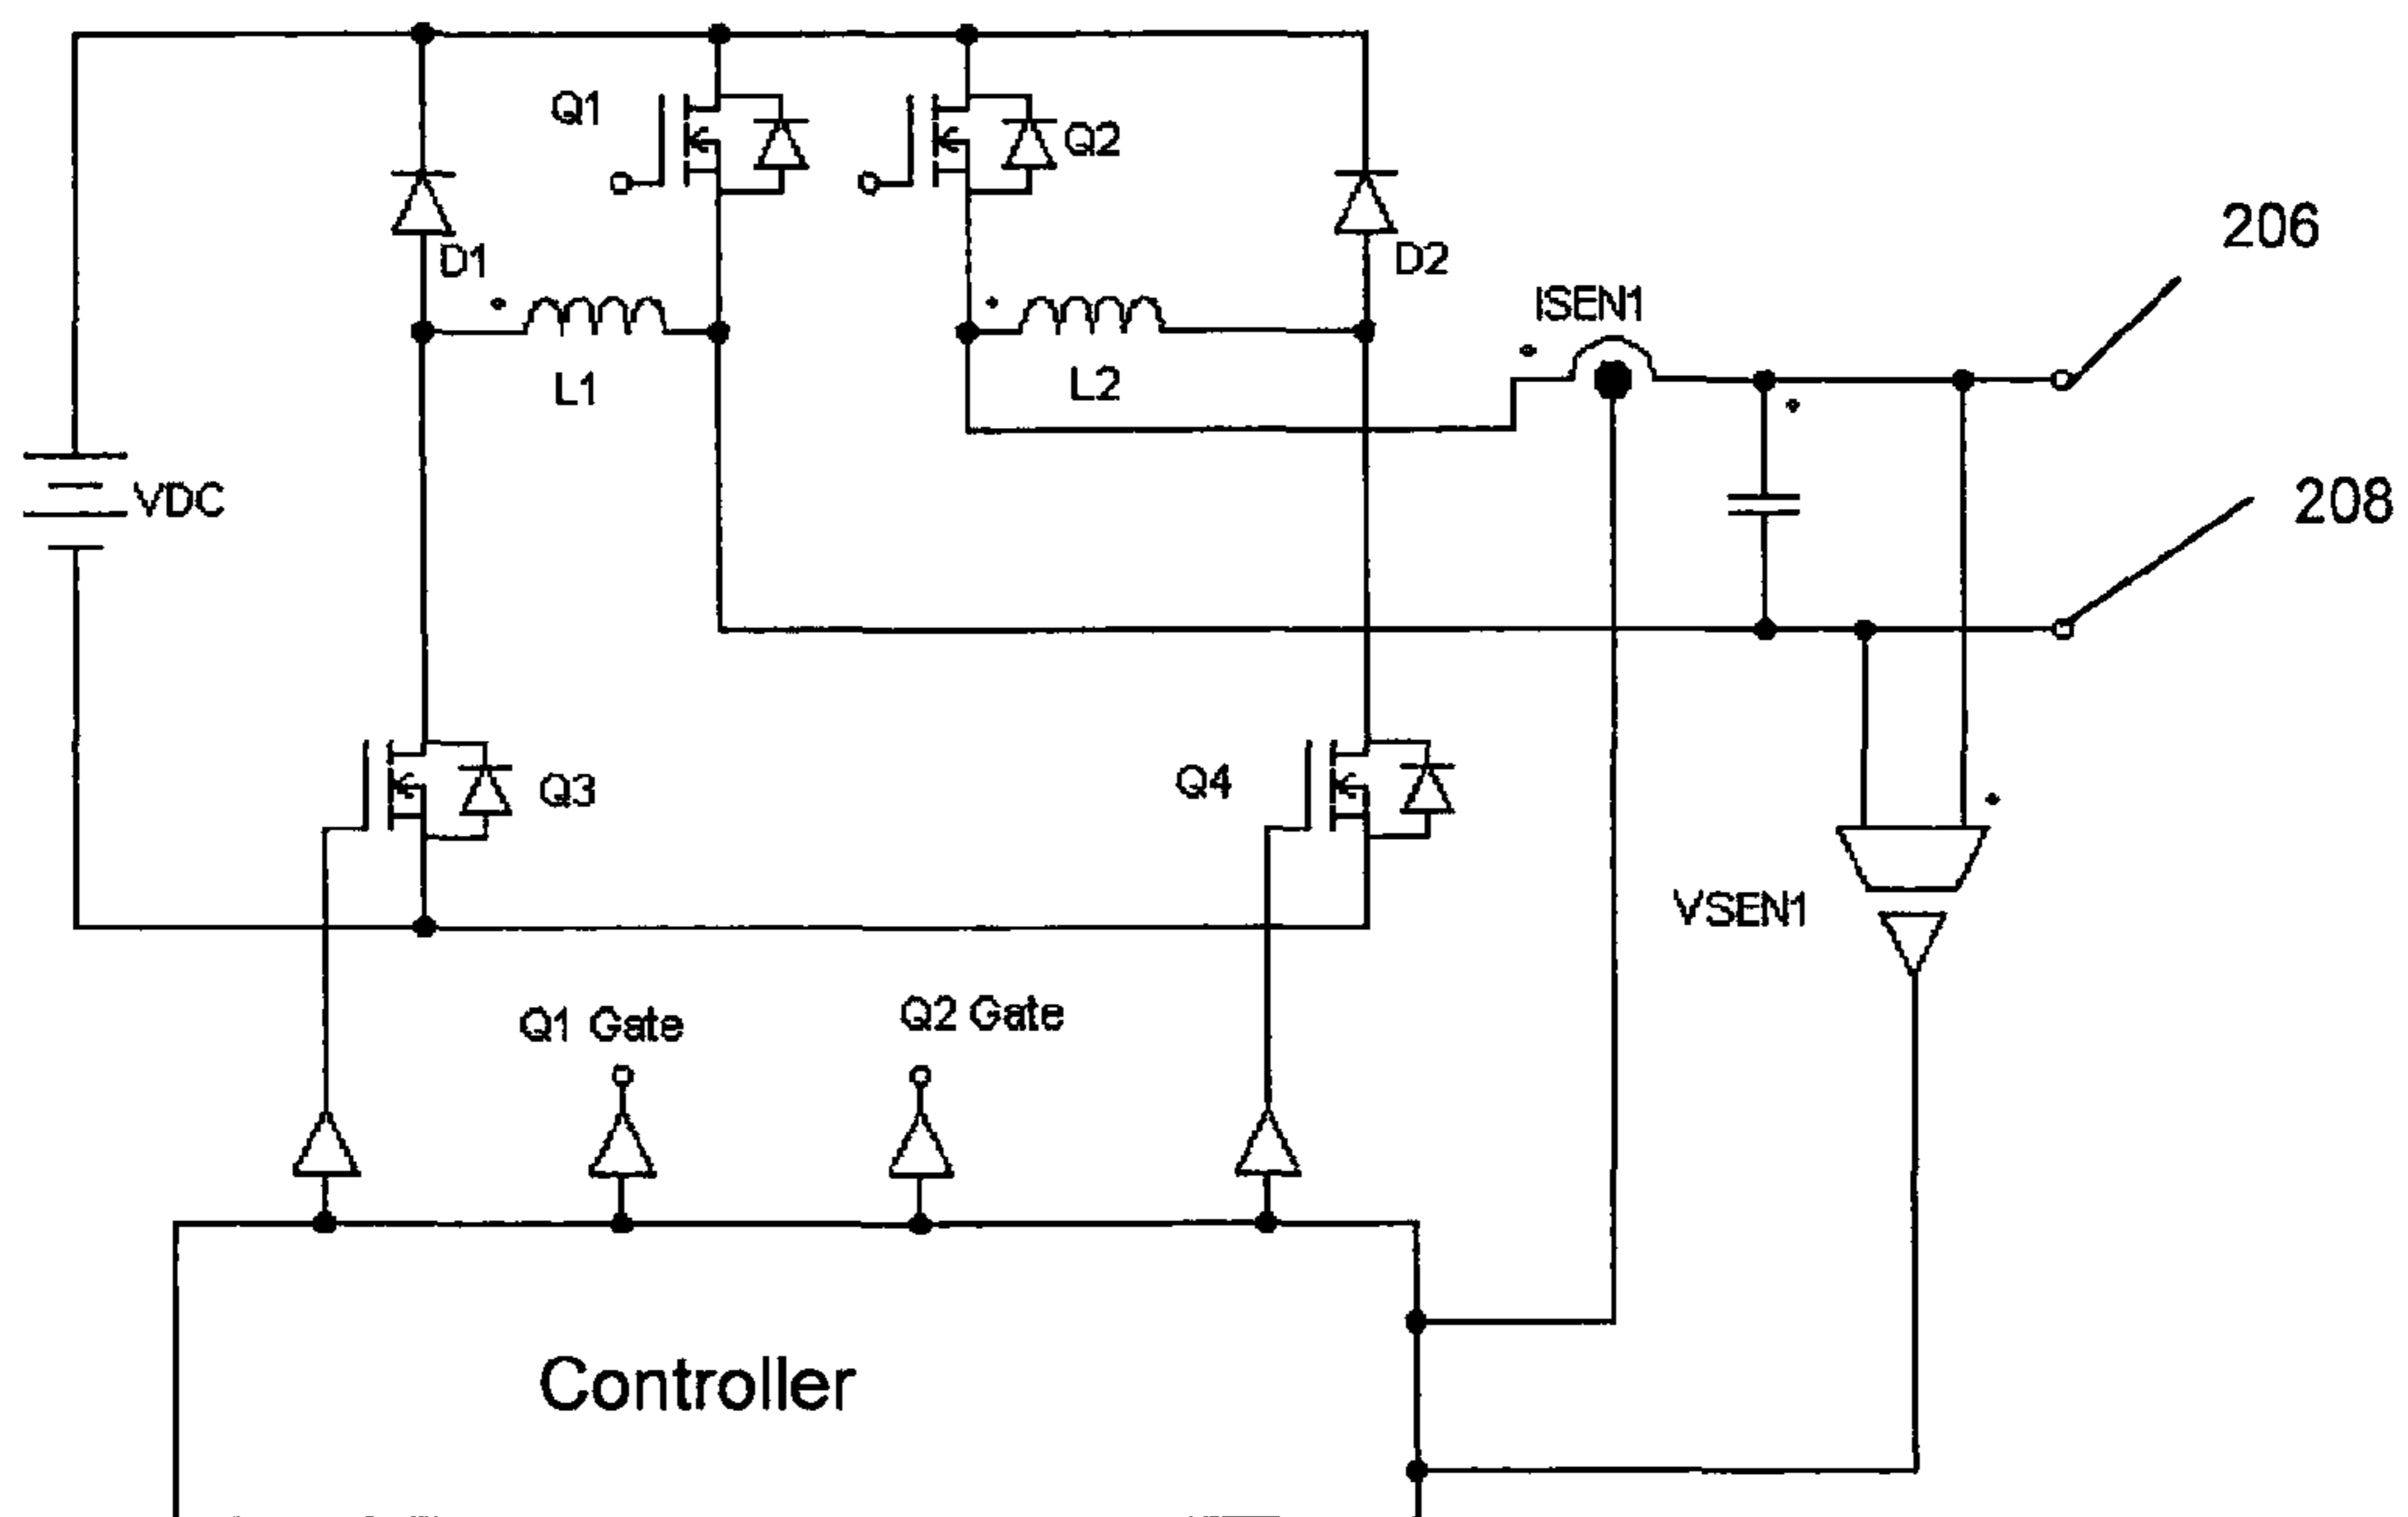 Q1
Q2
206
D1
D2
ISEN1
L1
L2
VDC
208
Q3
Q4
VSEN1
Q1 Gate
Q2 Gate
Controller